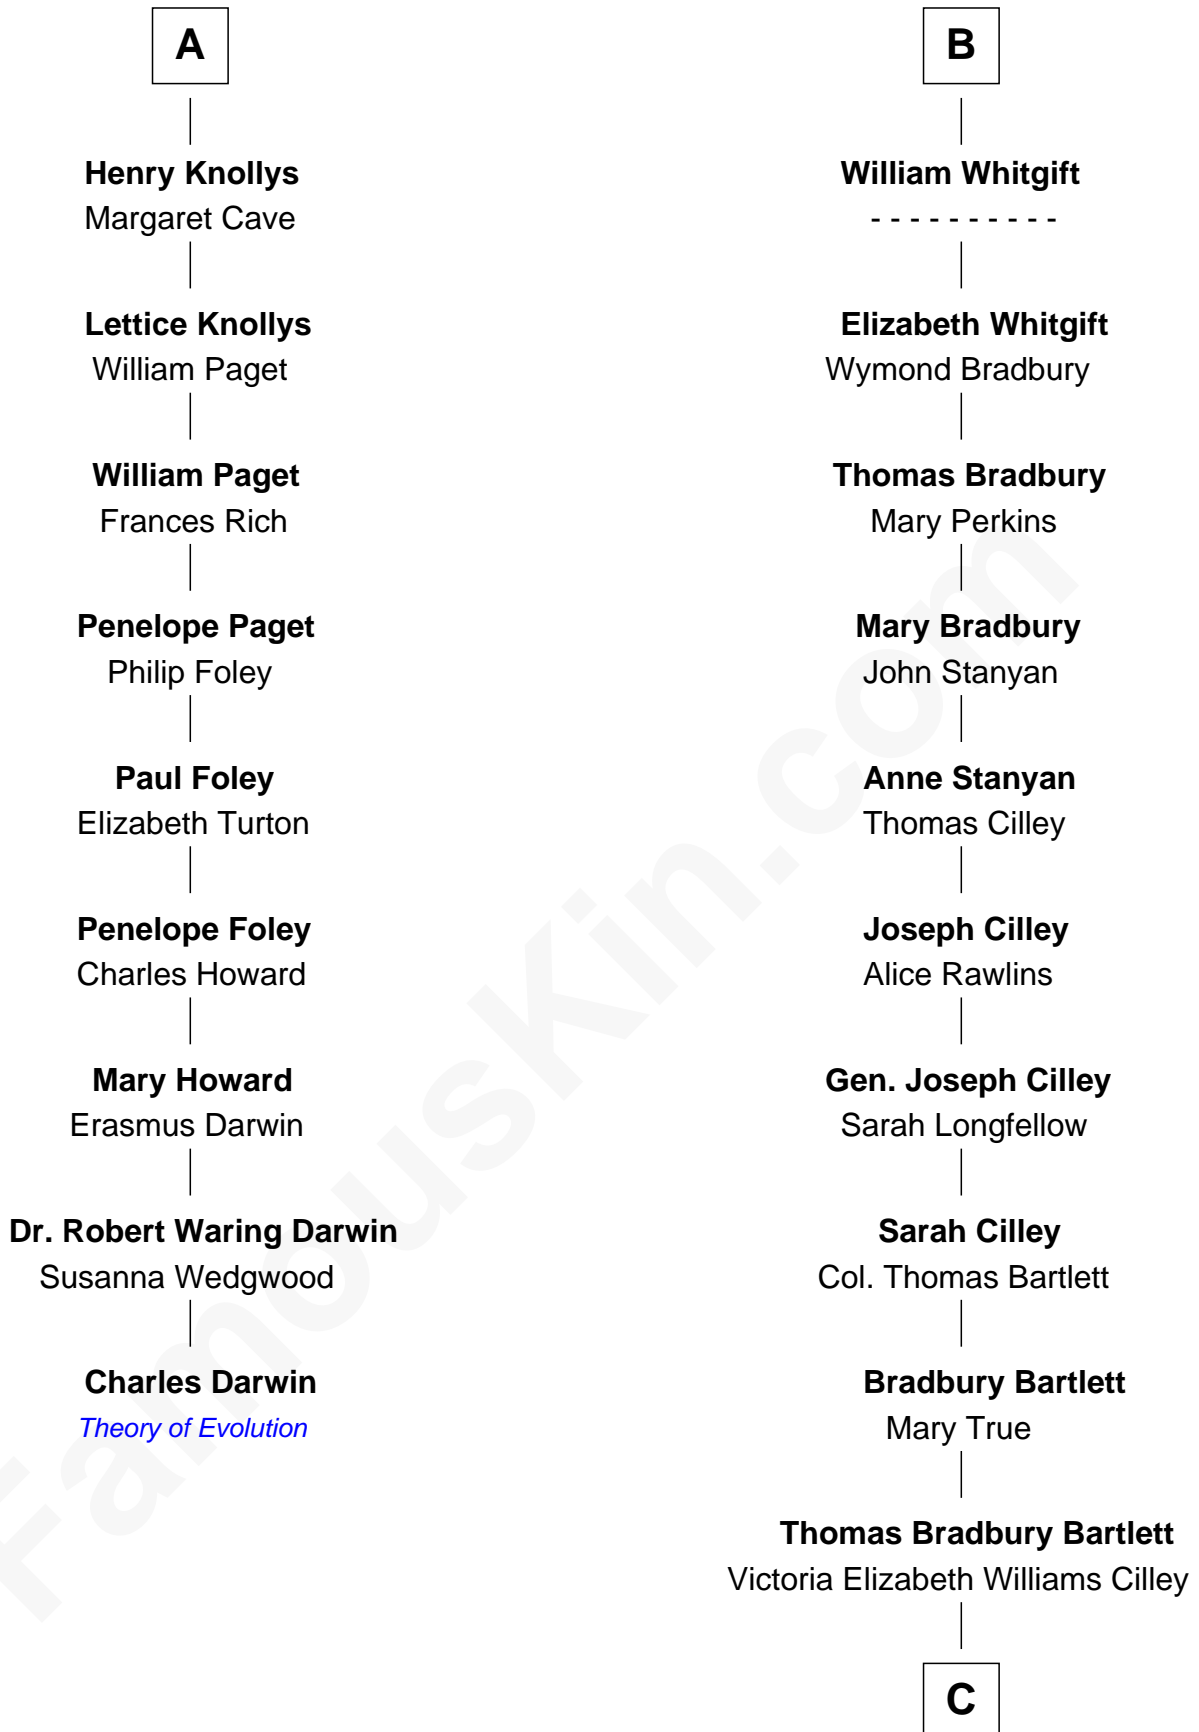 A
Henry Knollys
Margaret Cave
Lettice Knollys
William Paget
William Paget
Frances Rich
Penelope Paget
Philip Foley
Paul Foley
Elizabeth Turton
Penelope Foley
Charles Howard
Mary Howard
Erasmus Darwin
Dr. Robert Waring Darwin
Susanna Wedgwood
Charles Darwin
Theory of Evolution
B
William Whitgift
- - - - - - - - - -
Elizabeth Whitgift
Wymond Bradbury
Thomas Bradbury
Mary Perkins
Mary Bradbury
John Stanyan
Anne Stanyan
Thomas Cilley
Joseph Cilley
Alice Rawlins
Gen. Joseph Cilley
Sarah Longfellow
Sarah Cilley
Col. Thomas Bartlett
Bradbury Bartlett
Mary True
Thomas Bradbury Bartlett
Victoria Elizabeth Williams Cilley
C
FamousKin.com